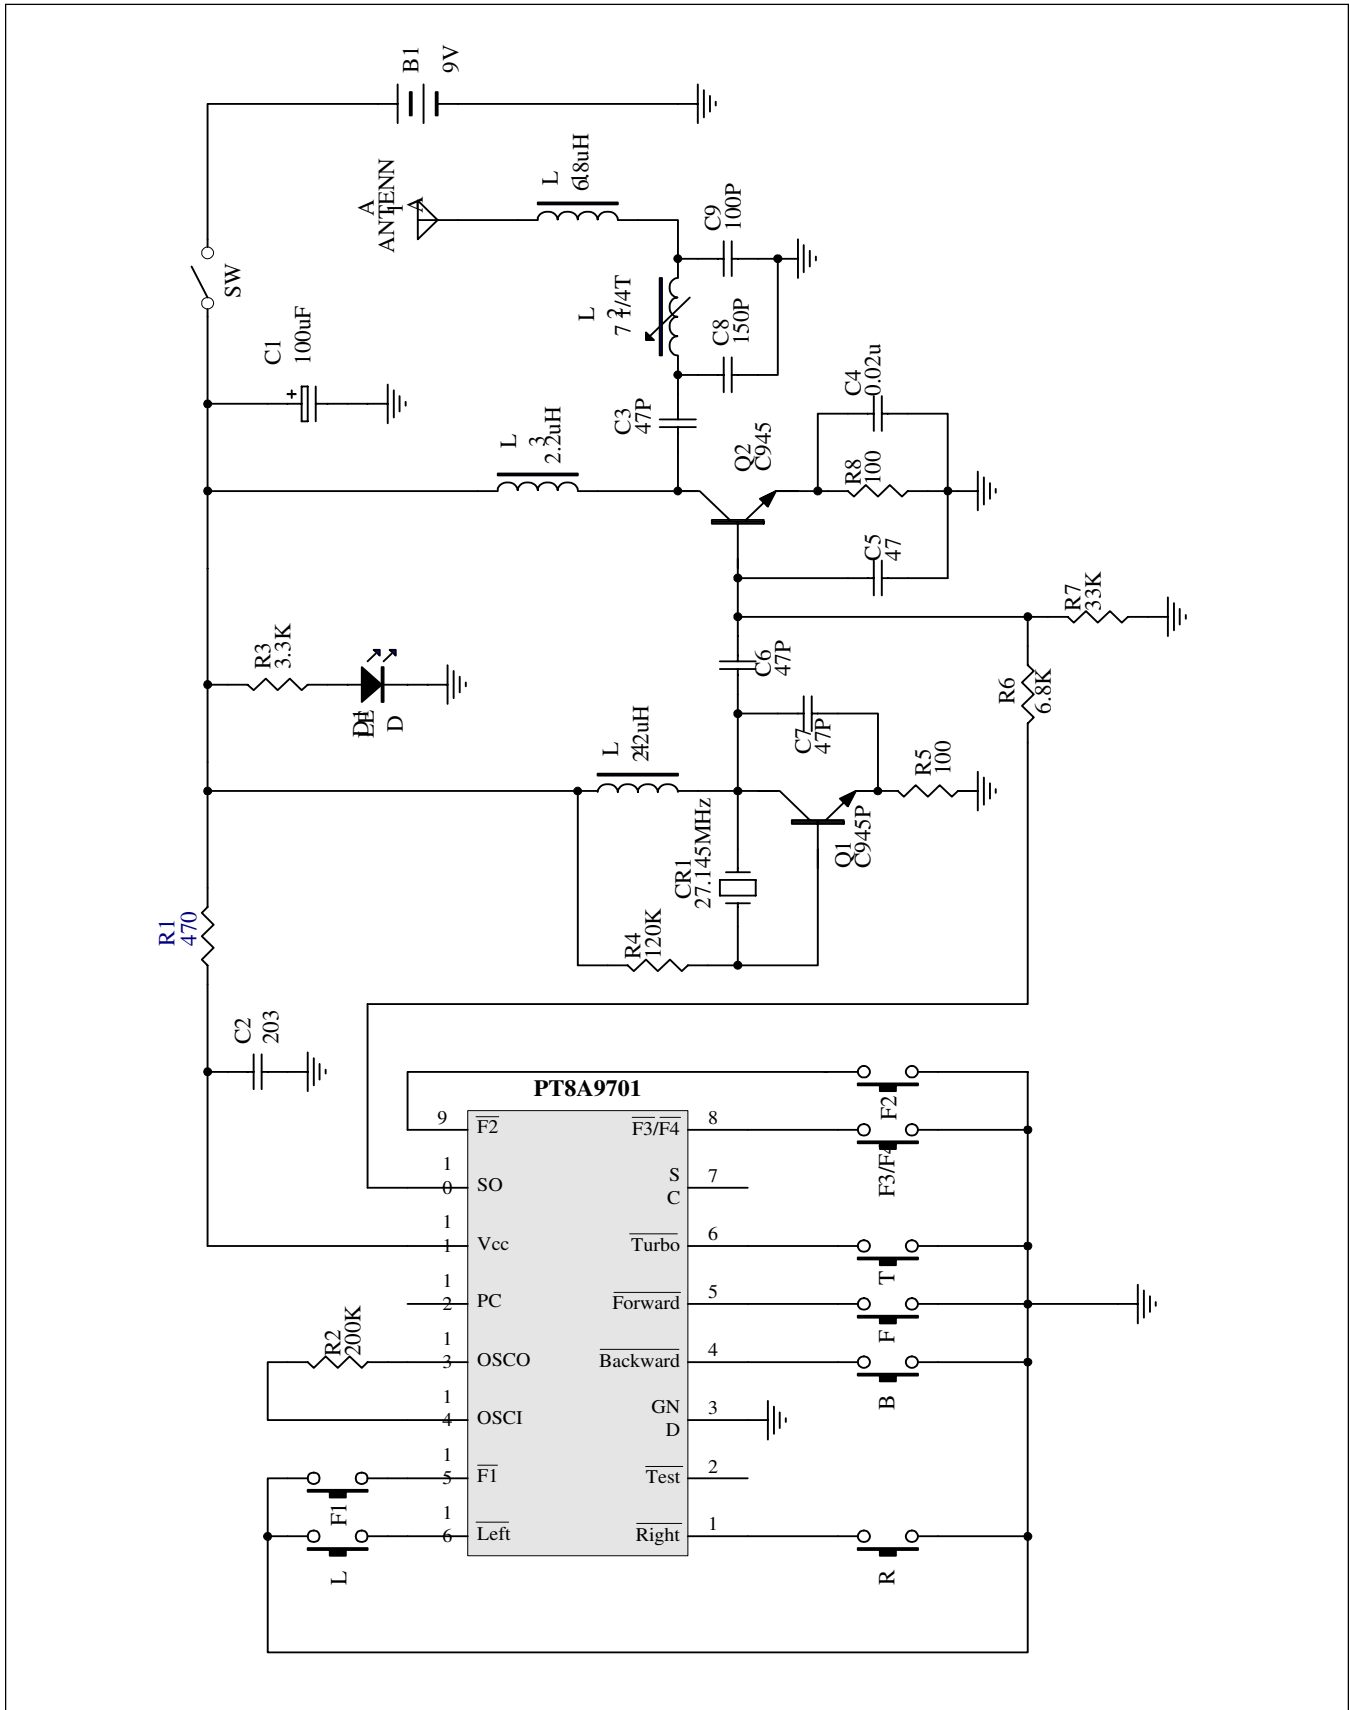 B1
9V
A
ANTENN
A
L
68uH
SW
C9
100P
C1
100uF
L
7 1/4T
C8
150P
C3
47P
C4
0.02u
L
3
2.2uH
Q2
C945
R8
100
C5
47
R7
33K
R3
3.3K
C6
47P
R6
6.8K
D
L
C7
47P
R5
100
CR1
27.145MHz
Q1
C945P
R1
470
R4
120K
C2
203
PT8A9701
9
F2
F3/F4
8
F2
F3/F4
1
0
SO
S
C
7
1
1
Vcc
Turbo
6
T
1
2
PC
Forward
5
F
R2
200K
1
3
OSCO
Backward
4
B
1
4
OSCI
GN
D
3
F1
1
5
F1
Test
2
L
1
6
Left
Right
1
R